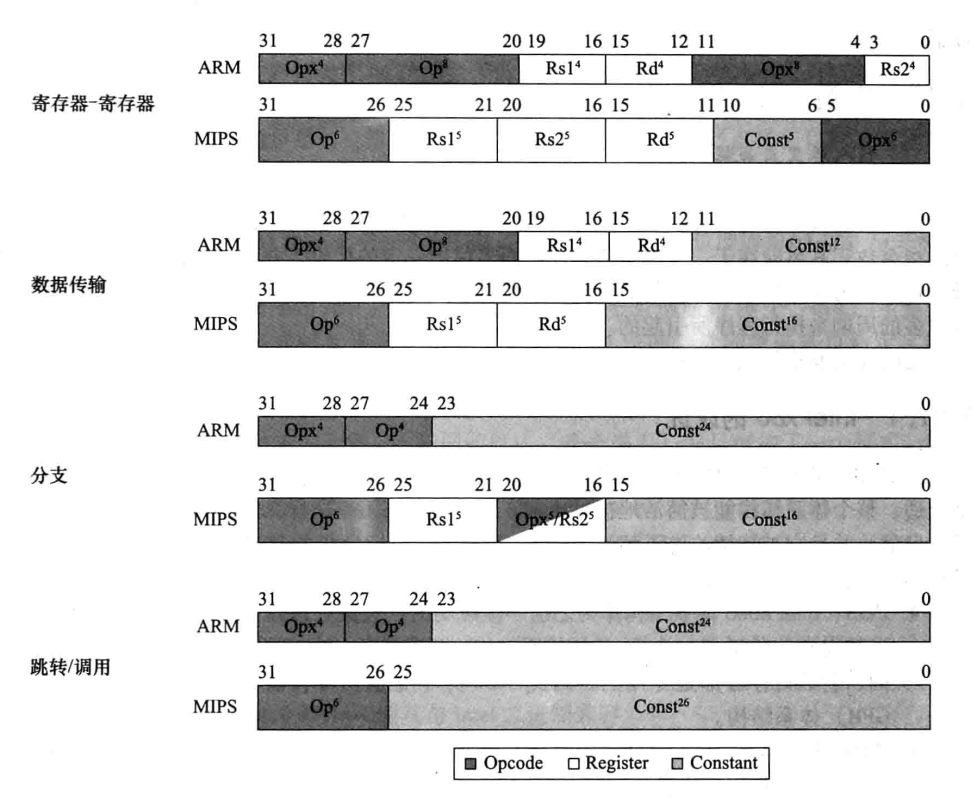 31 28 27 20 19 16 15 12 11 4 3 0
ARM Opx⁴ Op⁸ Rs1⁴ Rd⁴ Opx⁸ Rs2⁴
寄存器-寄存器
31 26 25 21 20 16 15 11 10 6 5 0
MIPS Op⁶ Rs1⁵ Rs2⁵ Rd⁵ Const⁵ Opx⁶
31 28 27 20 19 16 15 12 11 0
ARM Opx⁴ Op⁸ Rs1⁴ Rd⁴ Const¹²
数据传输
31 26 25 21 20 16 15 0
MIPS Op⁶ Rs1⁵ Rd⁵ Const¹⁶
31 28 27 24 23 0
ARM Opx⁴ Op⁴ Const²⁴
分支
31 26 25 21 20 16 15 0
MIPS Op⁶ Rs1⁵ Opx⁵/Rs2⁵ Const¹⁶
31 28 27 24 23 0
ARM Opx⁴ Op⁴ Const²⁴
跳转/调用
31 26 25 0
MIPS Op⁶ Const²⁶
Opcode Register Constant